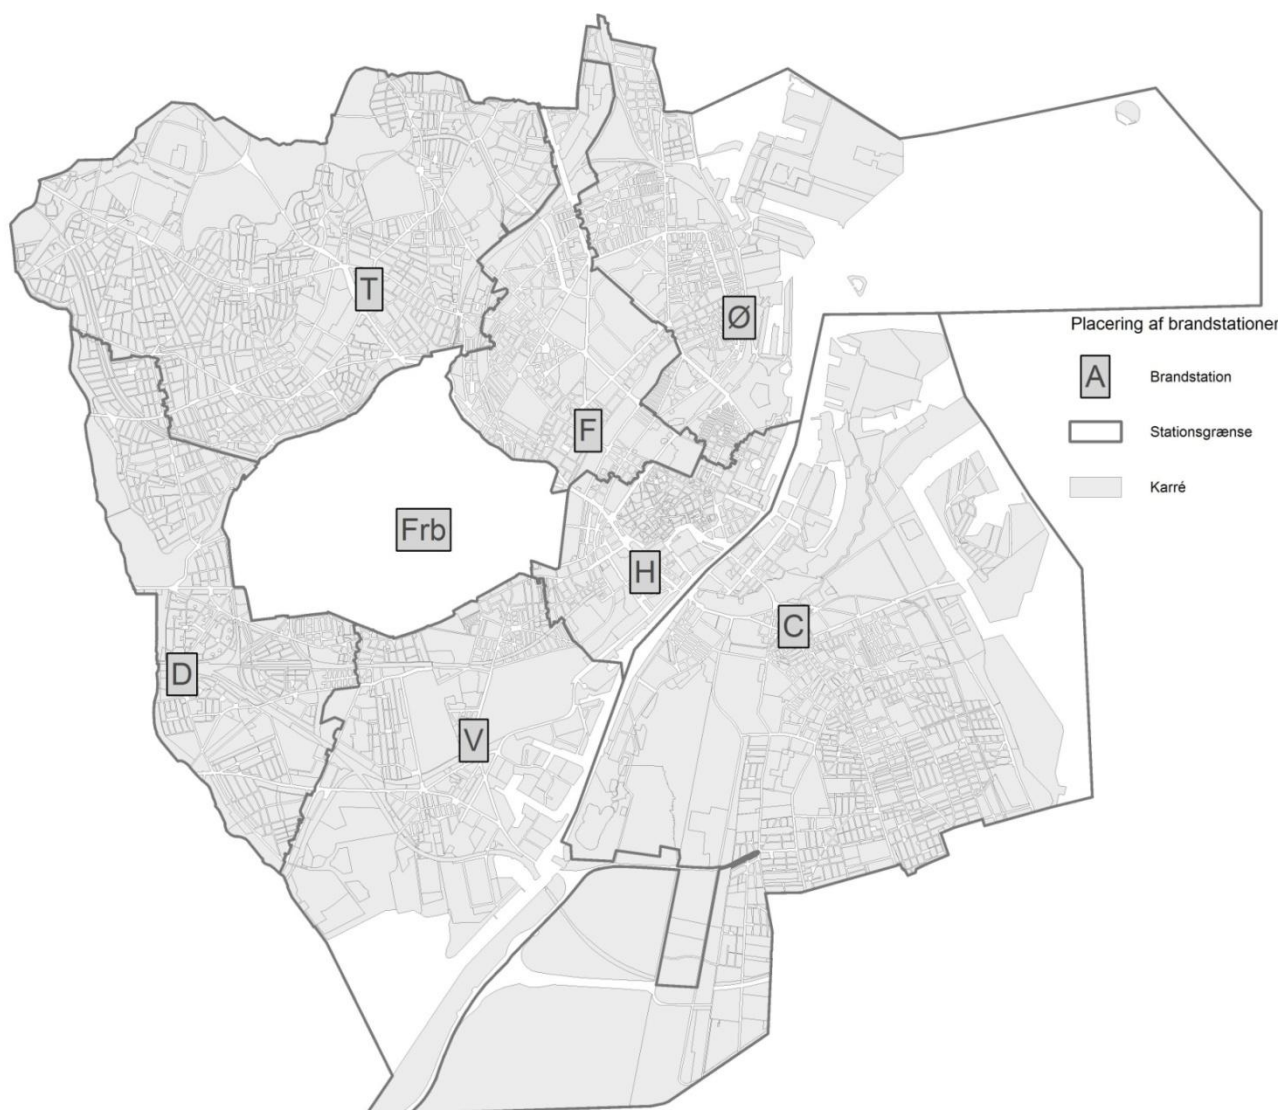 T
Ø
Placering af brandstationer
A Brandstation
F
Stationsgrænse
Karré
Frb
H
C
D
V